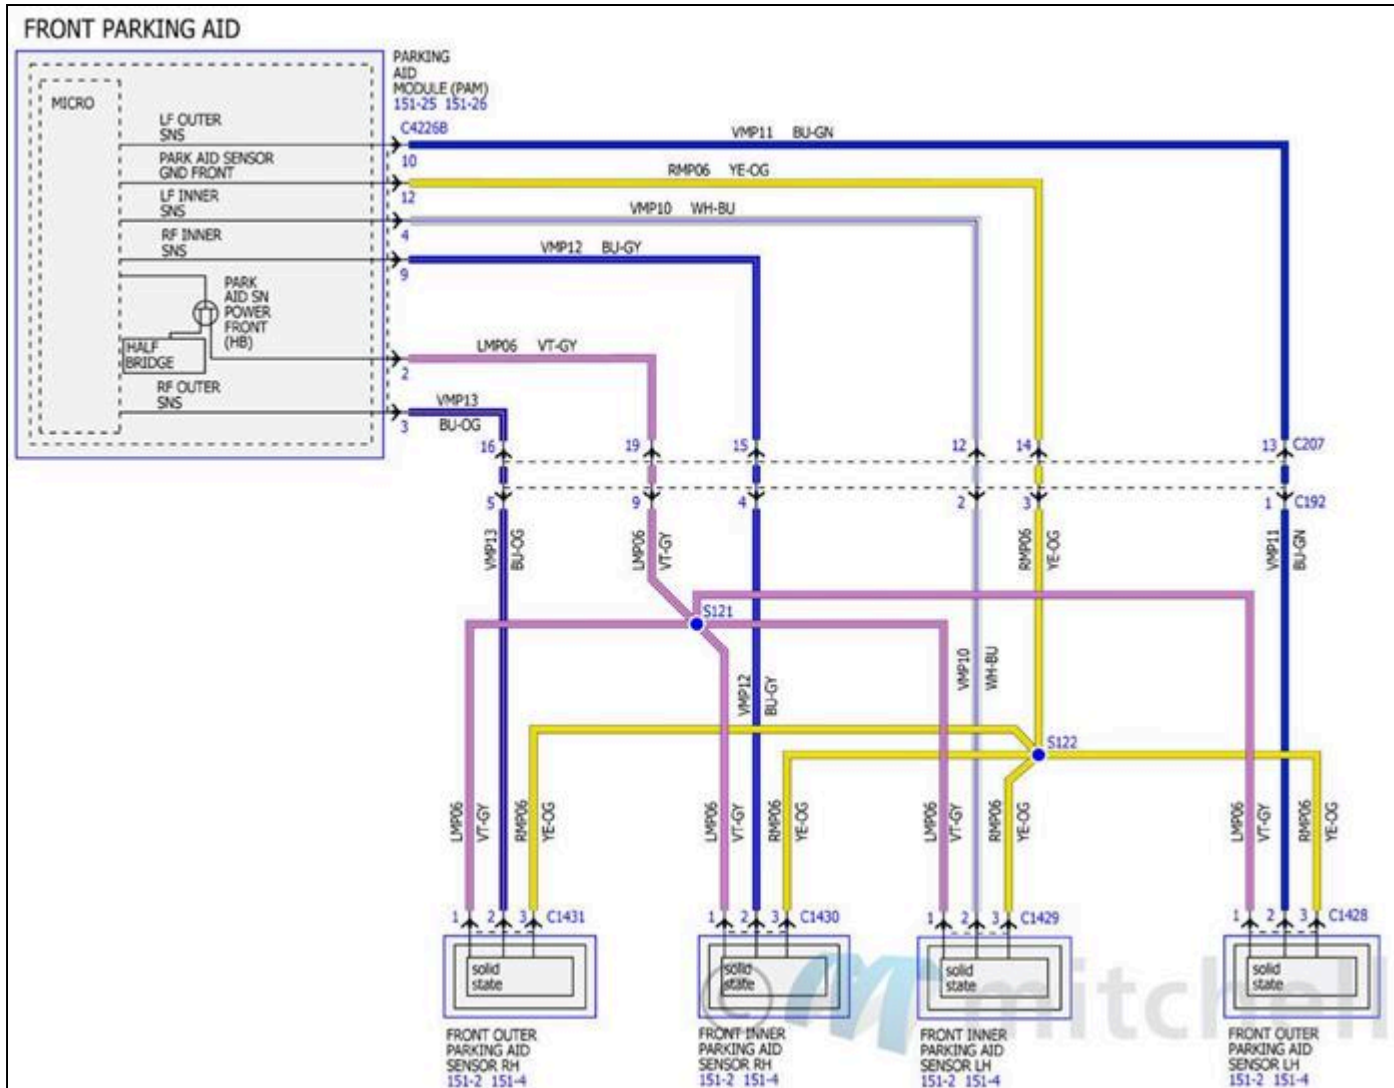 FRONT PARKING AID
PARKING
AID
MODULE (PAM)
151-25 151-26
MICRO
LF OUTER
SNS
C4226B
10
VMP11 BU-GN
PARK AID SENSOR
GND FRONT
12
RMP06 YE-OG
LF INNER
SNS
4
VMP10 WH-BU
RF INNER
SNS
9
VMP12 BU-GY
PARK
AID SN
POWER
FRONT
(HB)
HALF
BRIDGE
2
LMP06 VT-GY
RF OUTER
SNS
3
VMP13
BU-OG
16 19 15 12 14 13 C207
5 9 4 2 3 1 C192
VMP13 BU-OG
LMP06 VT-GY
RMP06 YE-OG
VMP11 BU-GN
S121
VMP12 BU-GY
VMP10 WH-BU
S122
LMP06 VT-GY
RMP06 YE-OG
LMP06 VT-GY
RMP06 YE-OG
LMP06 VT-GY
RMP06 YE-OG
LMP06 VT-GY
RMP06 YE-OG
1 2 3 C1431
1 2 3 C1430
1 2 3 C1429
1 2 3 C1428
solid
state
solid
state
solid
state
solid
state
© mitchell
FRONT OUTER
PARKING AID
SENSOR RH
151-2 151-4
FRONT INNER
PARKING AID
SENSOR RH
151-2 151-4
FRONT INNER
PARKING AID
SENSOR LH
151-2 151-4
FRONT OUTER
PARKING AID
SENSOR LH
151-2 151-4